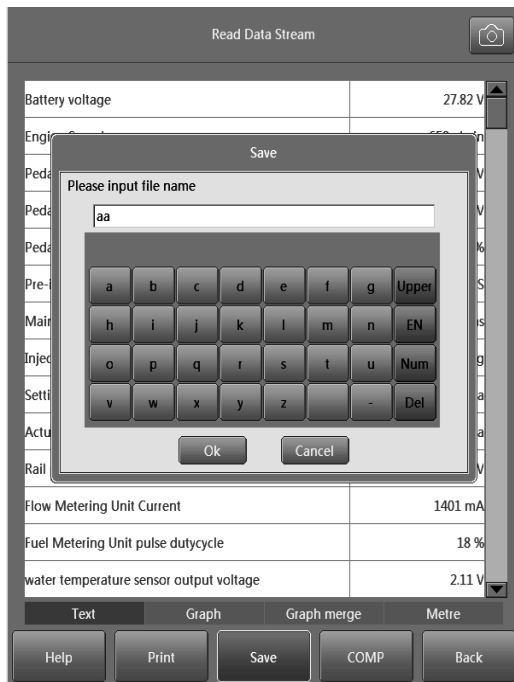 Read Data Stream
Battery voltage 27.82 V
Save
Please input file name
aa
a b c d e f g Upper
h i j k l m n EN
o p q r s t u Num
v w x y z - Del
Ok Cancel
Flow Metering Unit Current 1401 mA
Fuel Metering Unit pulse dutycycle 18 %
water temperature sensor output voltage 2.11 V
Text Graph Graph merge Metre
Help Print Save COMP Back